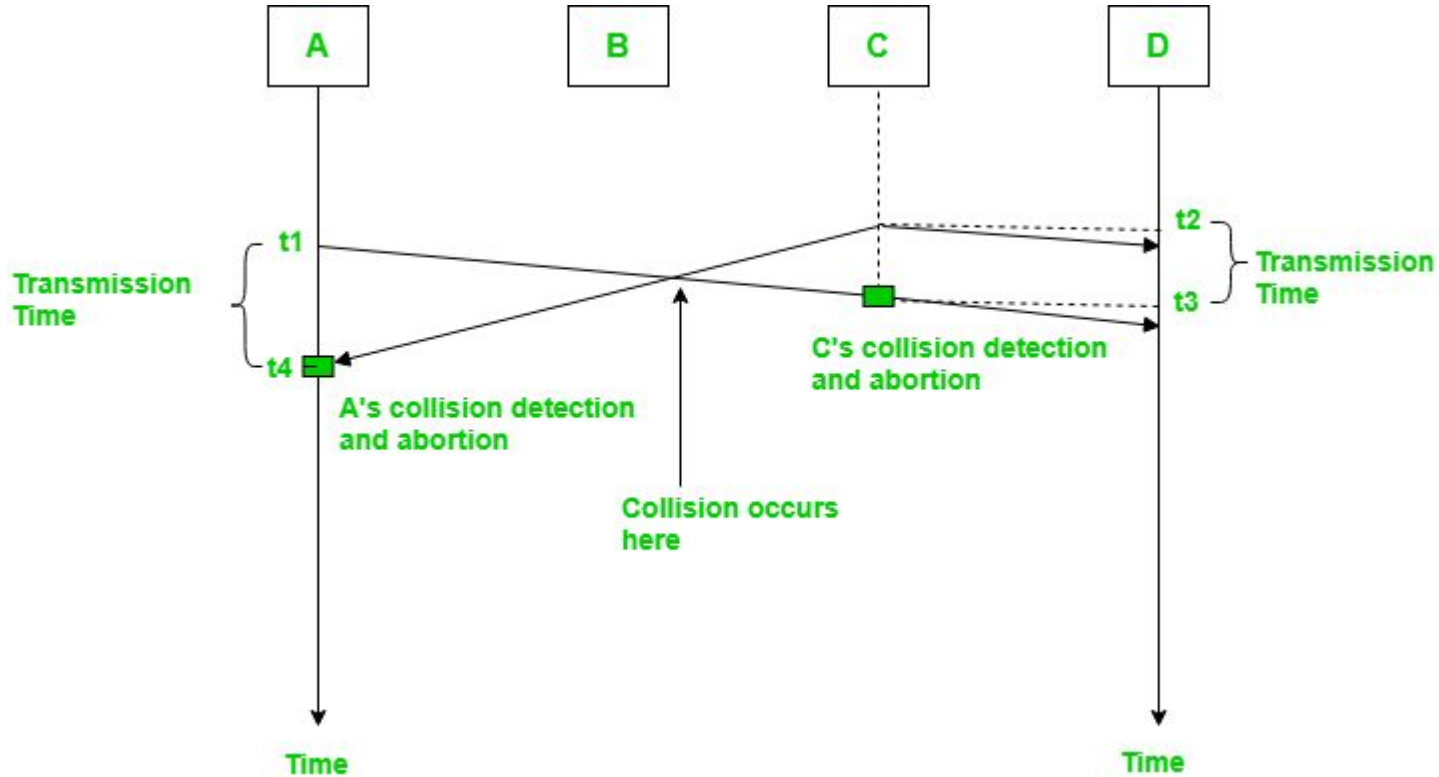 A
B
C
D
t1
t2
Transmission
Time
Transmission
Time
t3
t4
C's collision detection
and abortion
A's collision detection
and abortion
Collision occurs
here
Time
Time